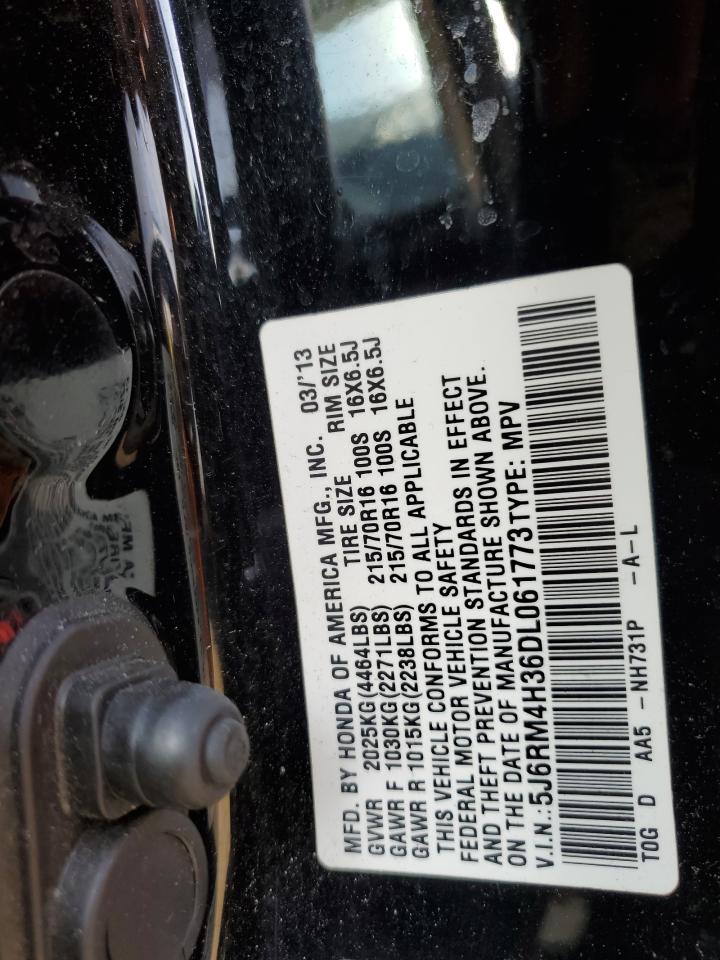 MFD. BY HONDA OF AMERICA MFG., INC. 03/'13
GVWR 2025KG(4464LBS) TIRE SIZE RIM SIZE
GAWR F 1030KG(2271LBS) 215/70R16 100S 16X6.5J
GAWR R 1015KG(2238LBS) 215/70R16 100S 16X6.5J
THIS VEHICLE CONFORMS TO ALL APPLICABLE
FEDERAL MOTOR VEHICLE SAFETY
AND THEFT PREVENTION STANDARDS IN EFFECT
ON THE DATE OF MANUFACTURE SHOWN ABOVE.
V.I.N.: 5J6RM4H36DL061773 TYPE: MPV
TOG D AA5 -NH731P -A-L